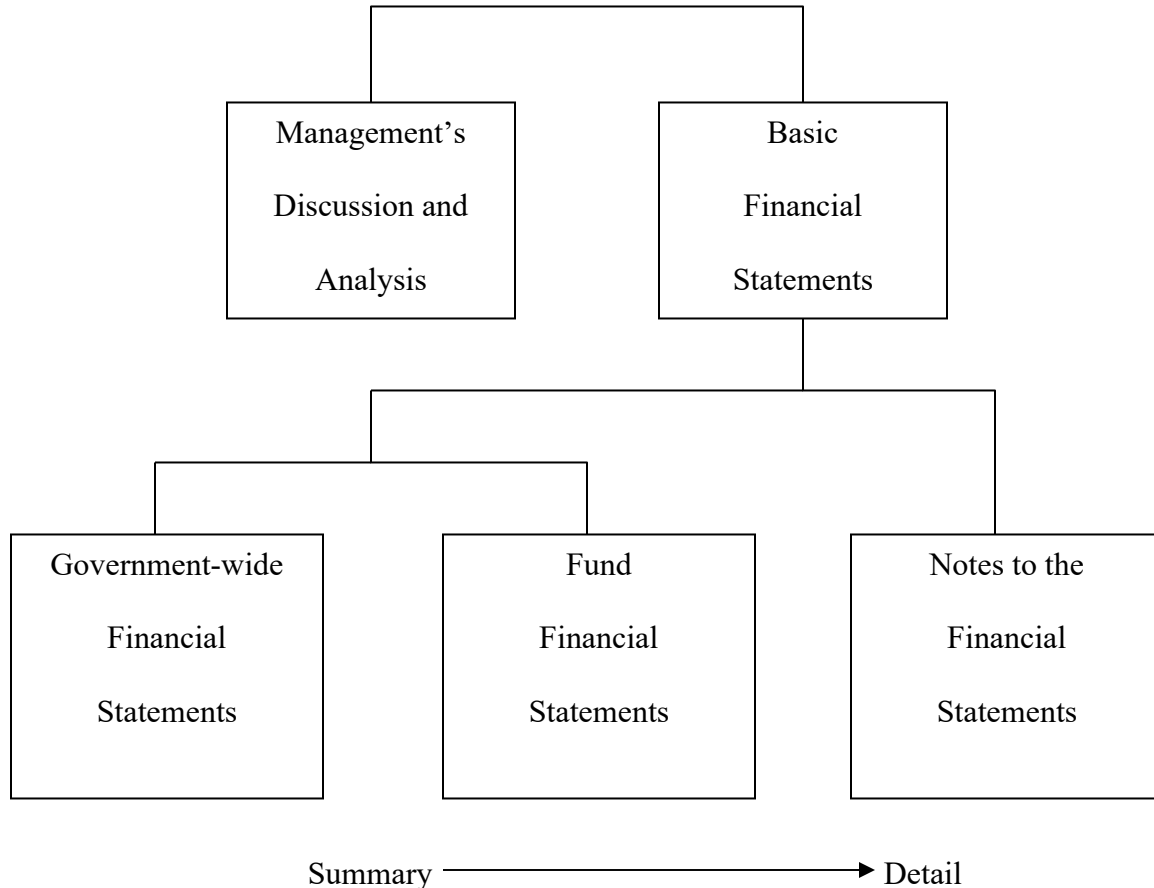 Management’s
Discussion and
Analysis
Basic
Financial
Statements
Government-wide
Financial
Statements
Fund
Financial
Statements
Notes to the
Financial
Statements
Summary
Detail